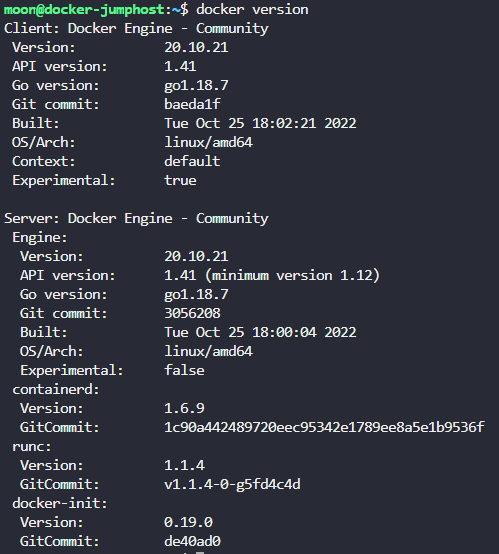 moon@docker-jumphost:~$ docker version
Client: Docker Engine - Community
 Version:           20.10.21
 API version:       1.41
 Go version:        go1.18.7
 Git commit:        baeda1f
 Built:             Tue Oct 25 18:02:21 2022
 OS/Arch:           linux/amd64
 Context:           default
 Experimental:      true

Server: Docker Engine - Community
 Engine:
  Version:          20.10.21
  API version:      1.41 (minimum version 1.12)
  Go version:       go1.18.7
  Git commit:       3056208
  Built:            Tue Oct 25 18:00:04 2022
  OS/Arch:          linux/amd64
  Experimental:     false
 containerd:
  Version:          1.6.9
  GitCommit:        1c90a442489720eec95342e1789ee8a5e1b9536f
 runc:
  Version:          1.1.4
  GitCommit:        v1.1.4-0-g5fd4c4d
 docker-init:
  Version:          0.19.0
  GitCommit:        de40ad0